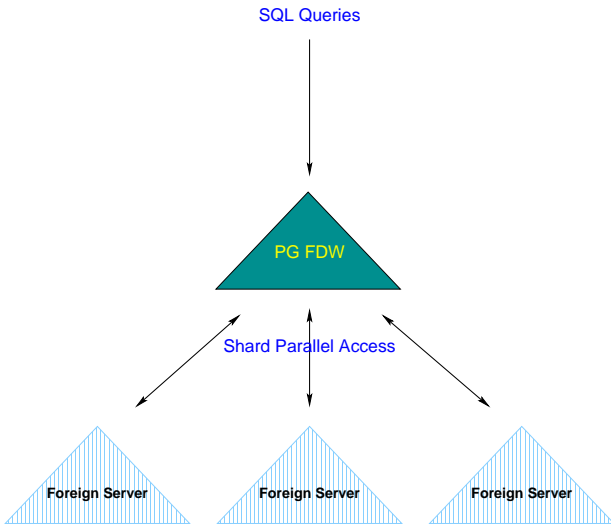 SQL Queries
PG FDW
Shard Parallel Access
Foreign Server
Foreign Server
Foreign Server